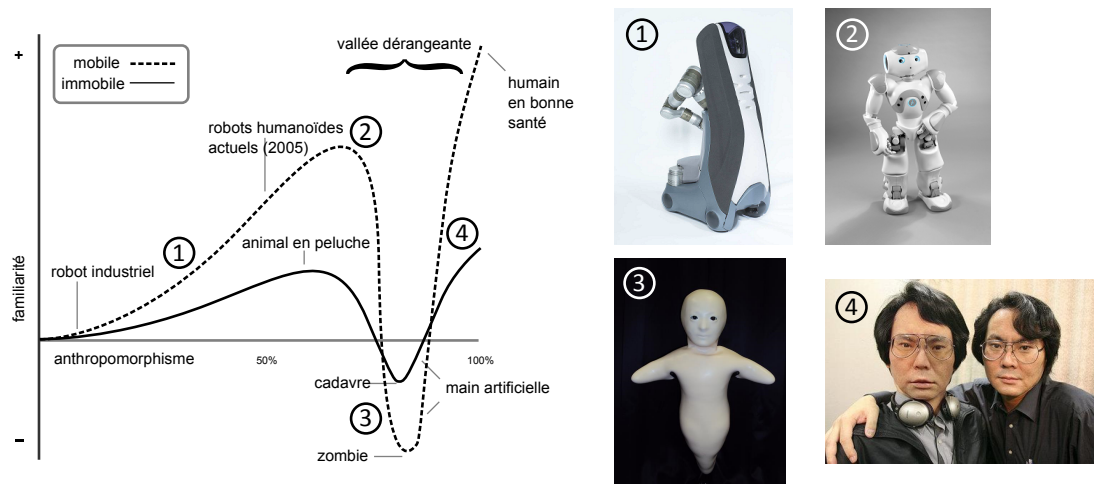 +
mobile
immobile
vallée dérangeante
humain
en bonne
santé
robots humanoïdes
actuels (2005)
2
1
animal en peluche
4
robot industriel
familiarité
anthropomorphisme
50%
100%
cadavre
main artificielle
3
zombie
–
1
2
3
4